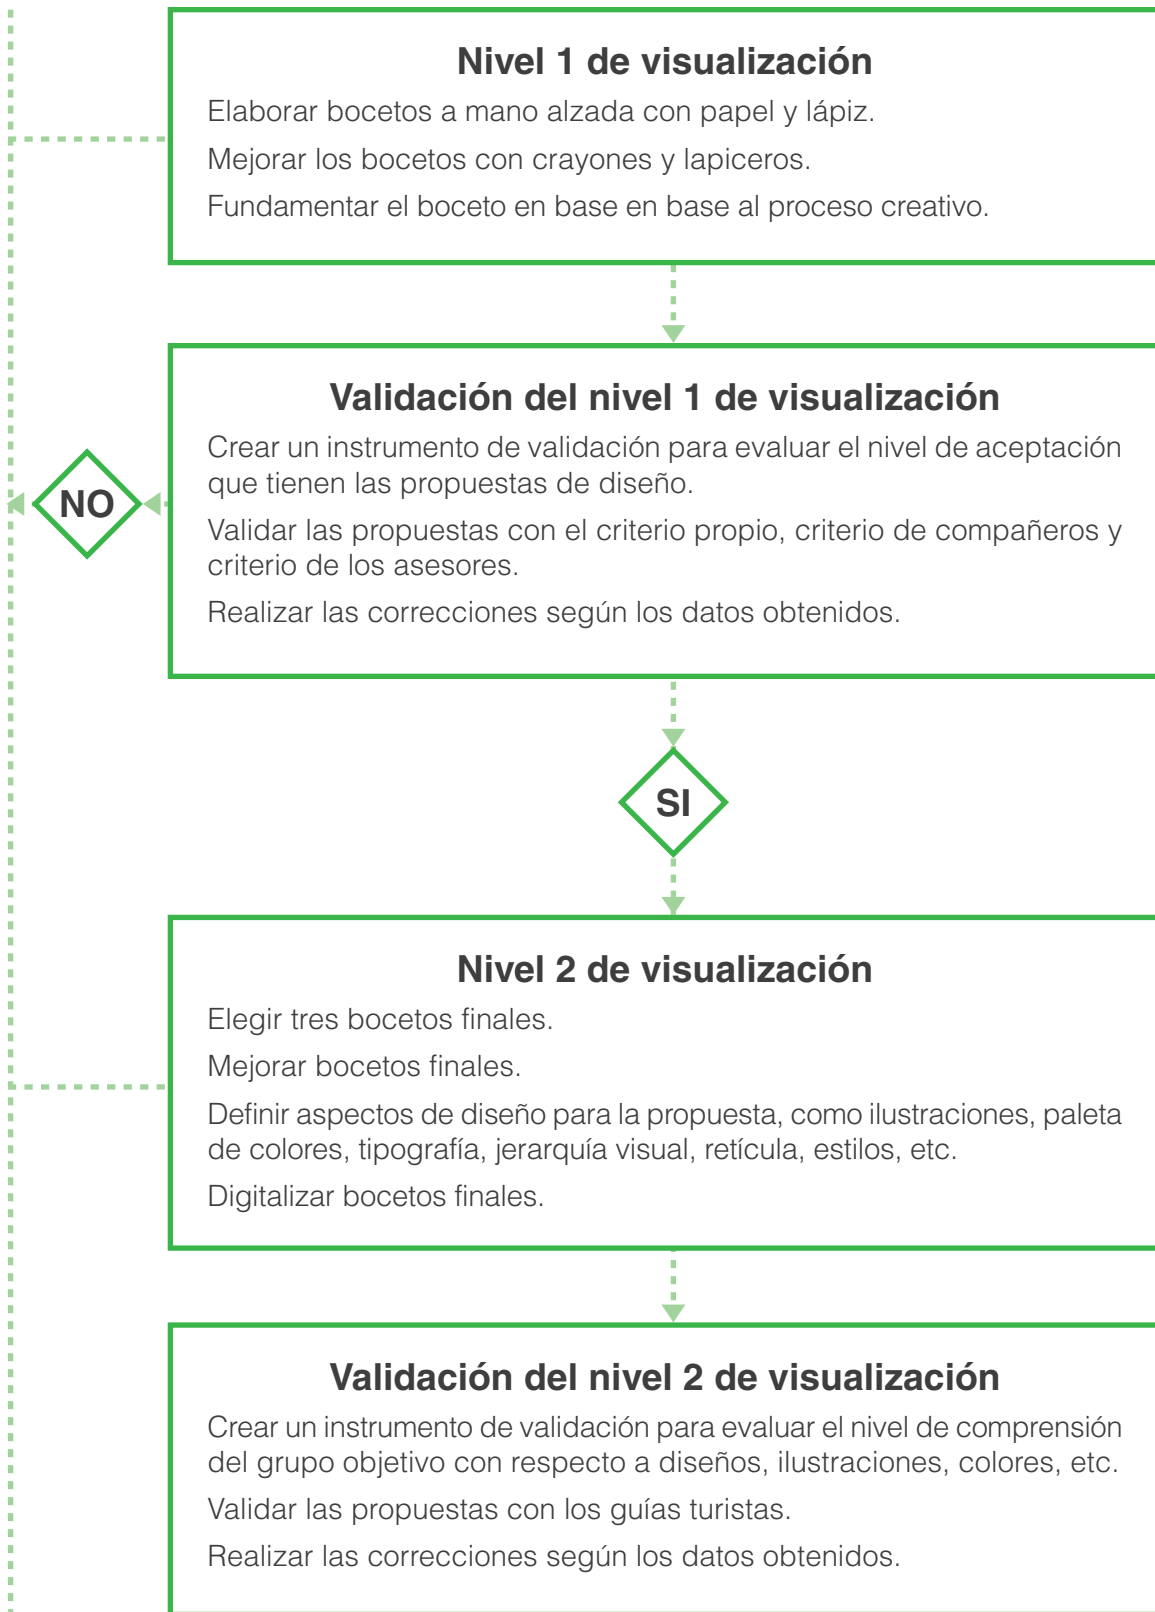 Nivel 1 de visualización
Elaborar bocetos a mano alzada con papel y lápiz.
Mejorar los bocetos con crayones y lapiceros.
Fundamentar el boceto en base en base al proceso creativo.
Validación del nivel 1 de visualización
Crear un instrumento de validación para evaluar el nivel de aceptación
que tienen las propuestas de diseño.
NO
Validar las propuestas con el criterio propio, criterio de compañeros y
criterio de los asesores.
Realizar las correcciones según los datos obtenidos.
SI
Nivel 2 de visualización
Elegir tres bocetos finales.
Mejorar bocetos finales.
Definir aspectos de diseño para la propuesta, como ilustraciones, paleta
de colores, tipografía, jerarquía visual, retícula, estilos, etc.
Digitalizar bocetos finales.
Validación del nivel 2 de visualización
Crear un instrumento de validación para evaluar el nivel de comprensión
del grupo objetivo con respecto a diseños, ilustraciones, colores, etc.
Validar las propuestas con los guías turistas.
Realizar las correcciones según los datos obtenidos.